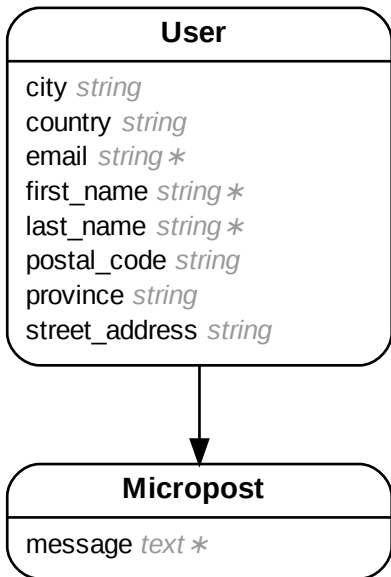 User
city string
country string
email string ∗
first_name string ∗
last_name string ∗
postal_code string
province string
street_address string
Micropost
message text ∗